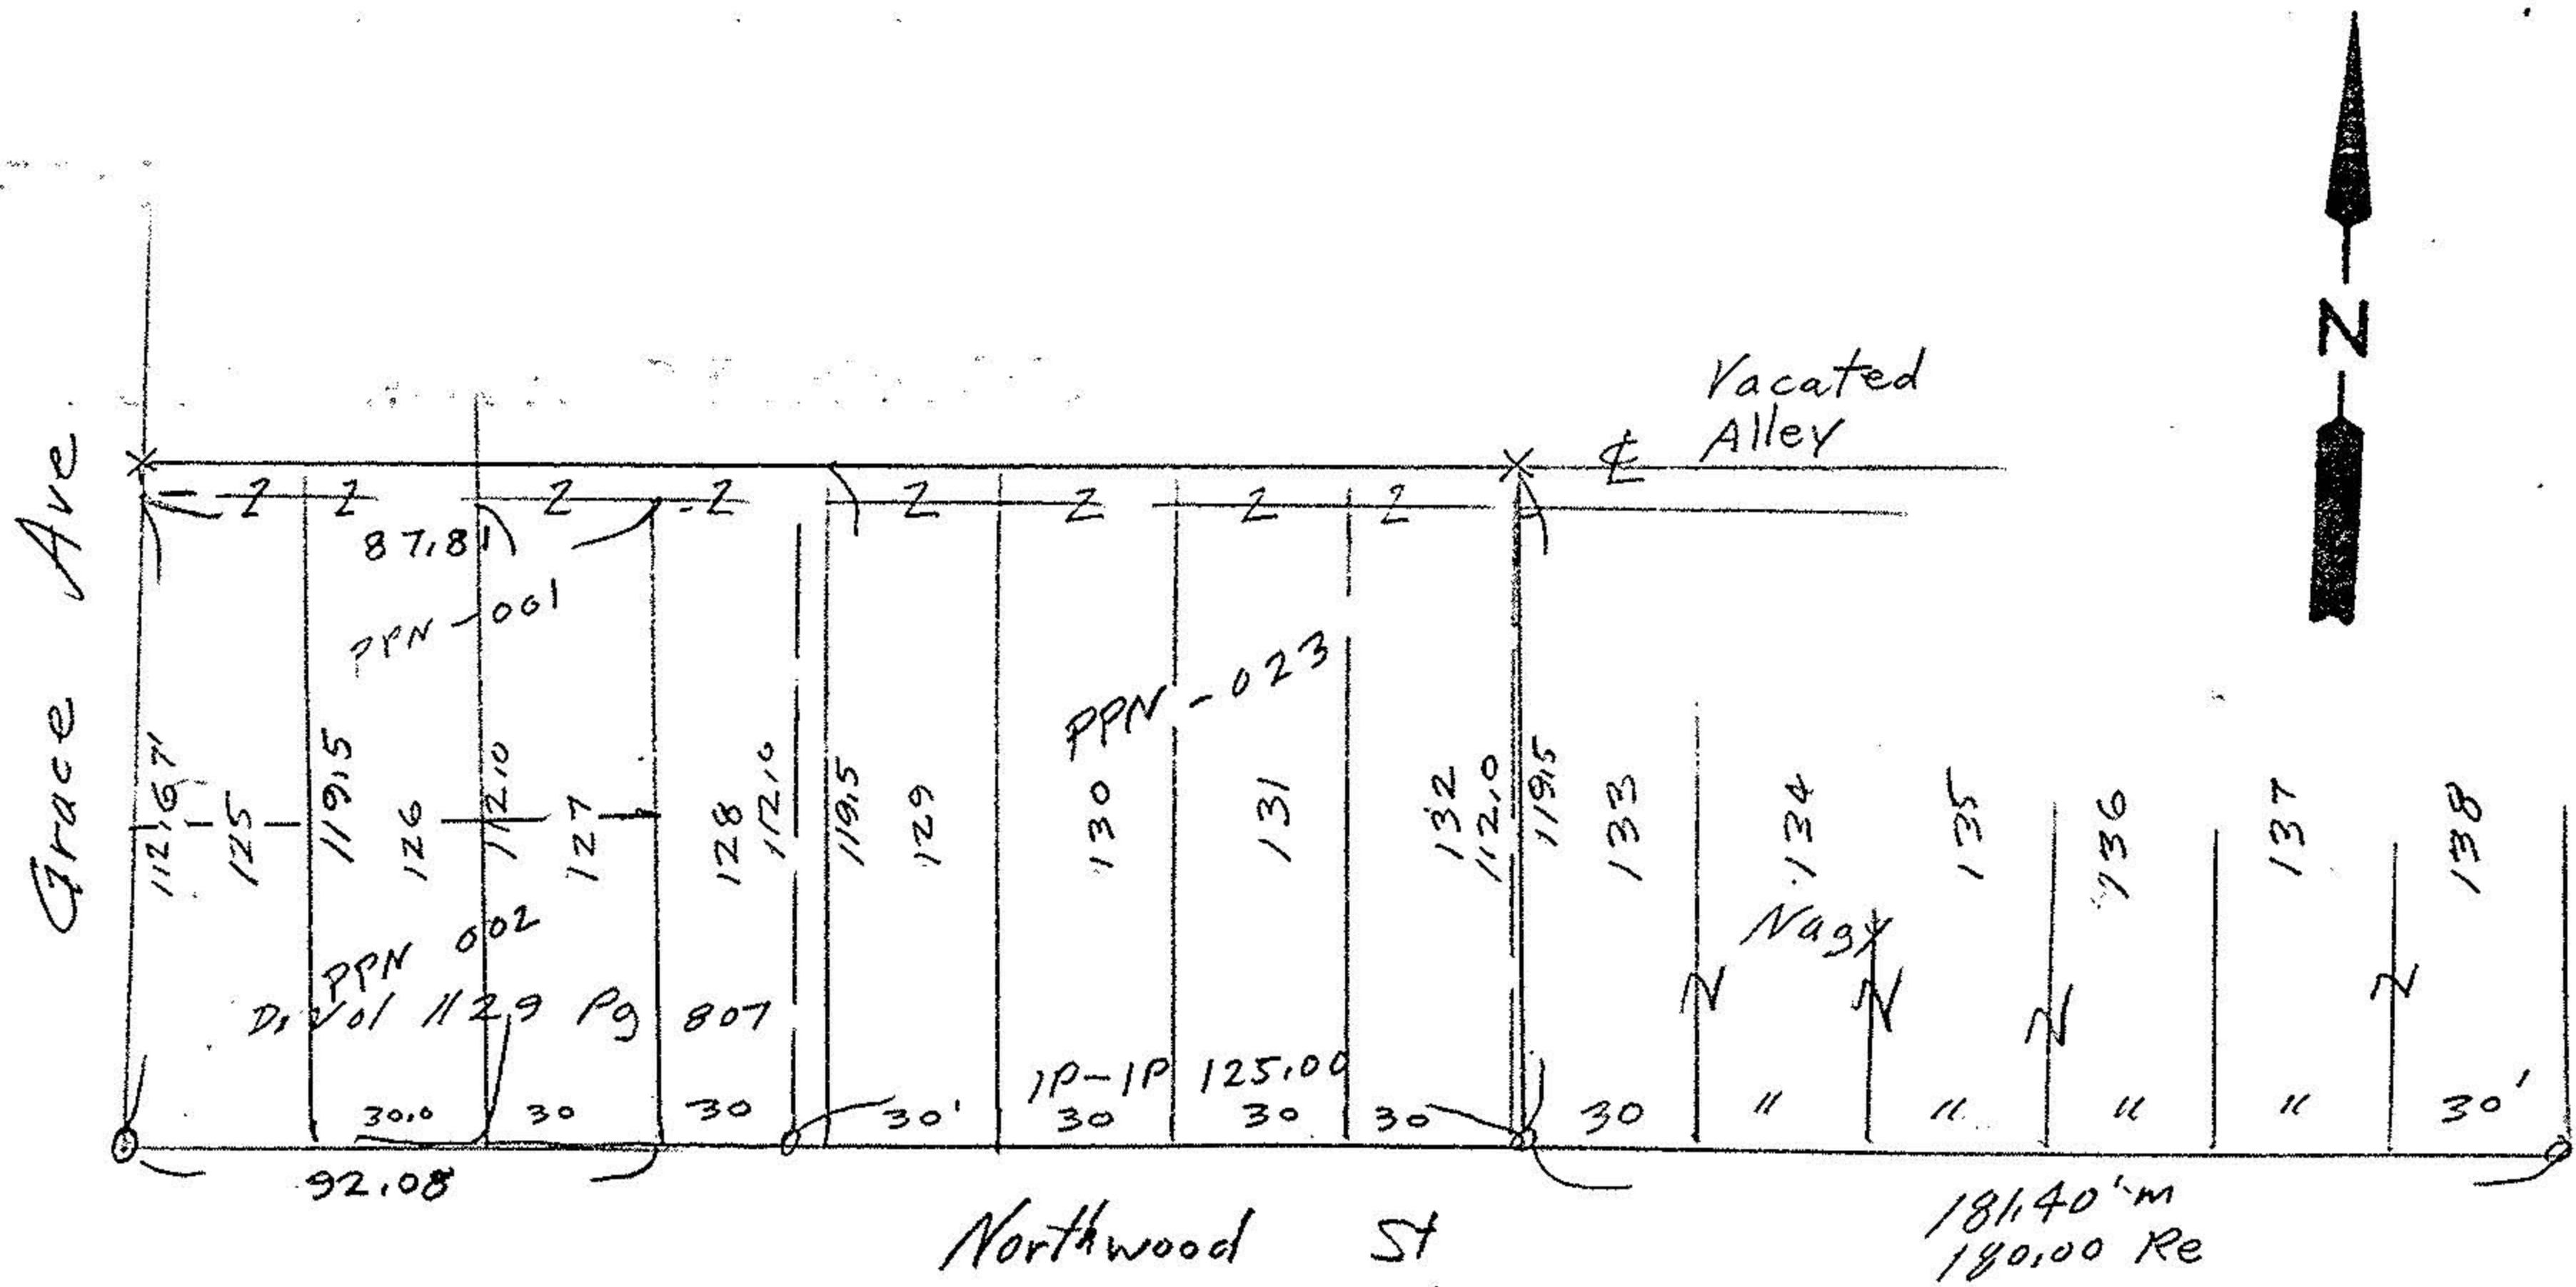 N
Vacated
Alley
℄
Grace Ave
Z Z Z Z Z Z Z Z
87.8'
PPN - 001
PPN - 023
112.67'
125
119.5
126
112.0
127
128
112.0
119.5
129
130
131
132
112.0
119.5
133
134
135
136
137
138
Nagy
PPN 002
D. Vol 1129 Pg 807
IP-IP 125.00
30.0 30 30 30' 30 30 30 30 " " " " 30'
92.08
Northwood St
181.40' m
180.00 Re